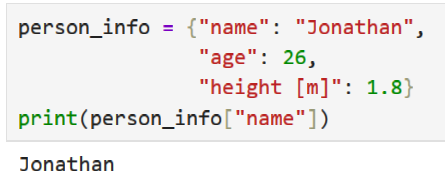 person_info = {"name": "Jonathan",
"age": 26,
"height [m]": 1.8}
print(person_info["name"])
Jonathan